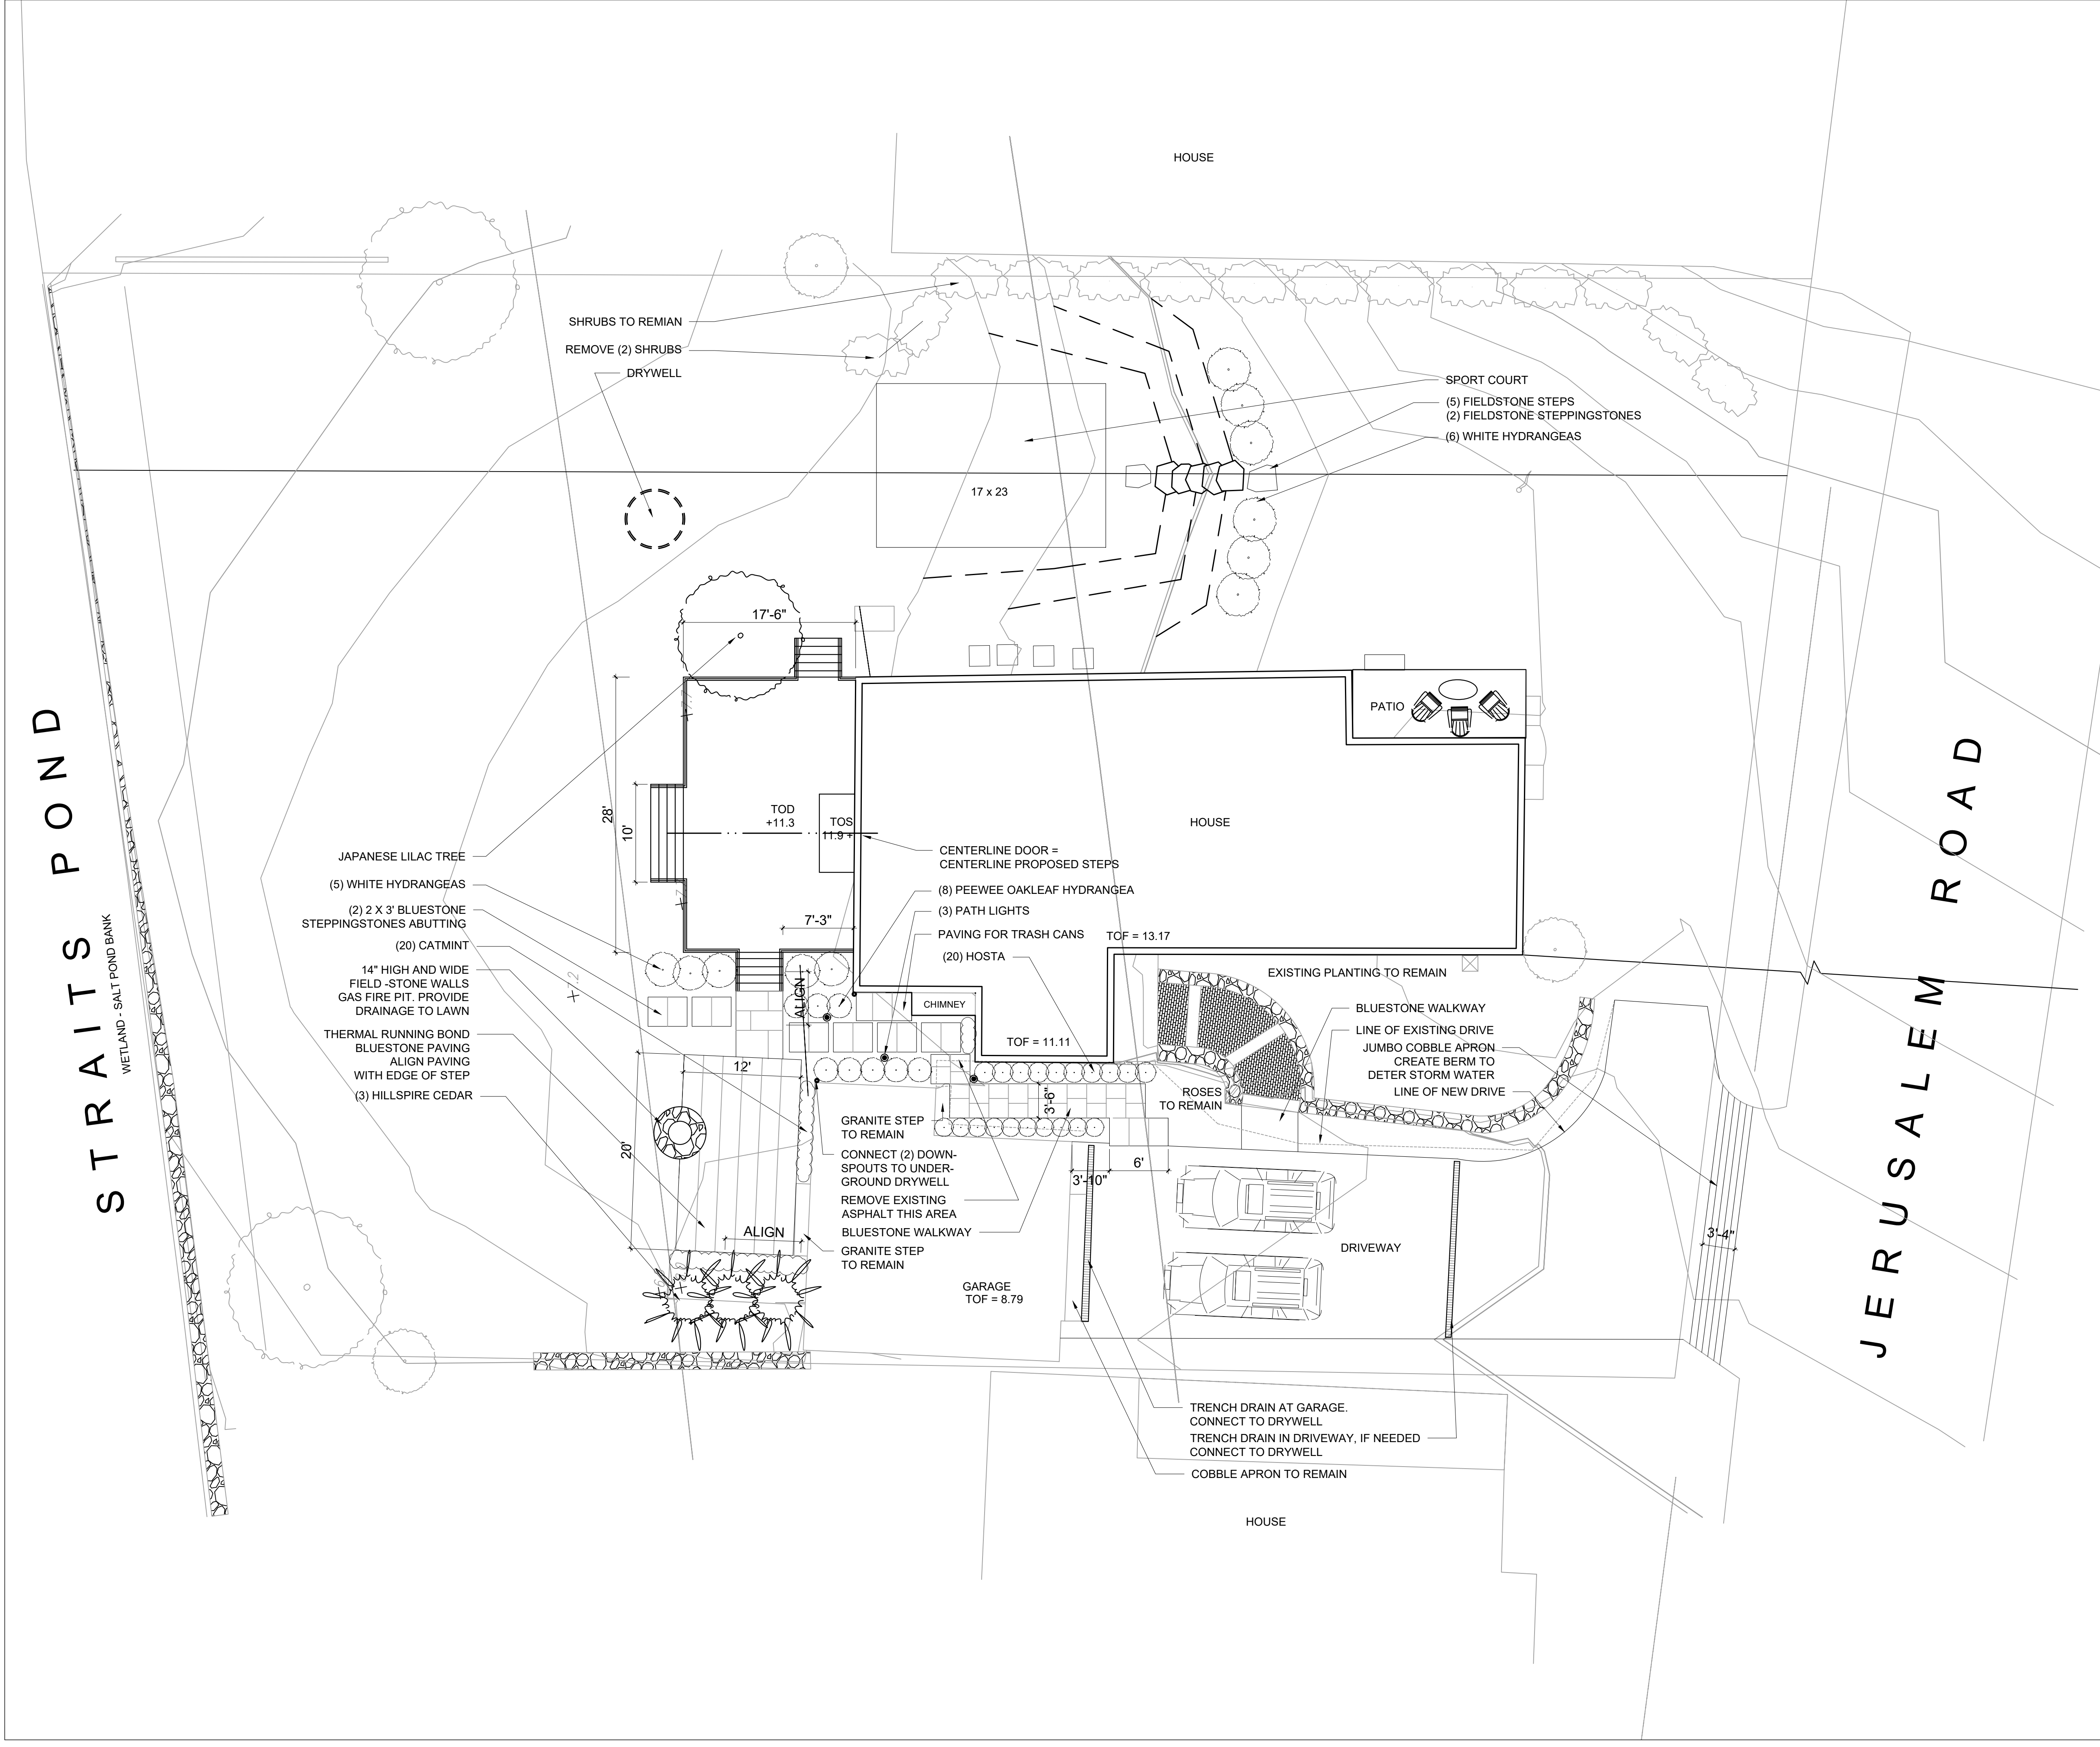 HOUSE
SHRUBS TO REMIAN
REMOVE (2) SHRUBS
DRYWELL
SPORT COURT
(5) FIELDSTONE STEPS
(2) FIELDSTONE STEPPINGSTONES
(6) WHITE HYDRANGEAS
17 x 23
17'-6"
PATIO
28'
10'
TOD
+11.3
TOS
11.9 +
HOUSE
STRAITS POND
WETLAND - SALT POND BANK
JERUSALEM ROAD
JAPANESE LILAC TREE
(5) WHITE HYDRANGEAS
(2) 2 X 3' BLUESTONE
STEPPINGSTONES ABUTTING
(20) CATMINT
14" HIGH AND WIDE
FIELD -STONE WALLS
GAS FIRE PIT. PROVIDE
DRAINAGE TO LAWN
THERMAL RUNNING BOND
BLUESTONE PAVING
ALIGN PAVING
WITH EDGE OF STEP
(3) HILLSPIRE CEDAR
CENTERLINE DOOR =
CENTERLINE PROPOSED STEPS
(8) PEEWEE OAKLEAF HYDRANGEA
(3) PATH LIGHTS
PAVING FOR TRASH CANS
(20) HOSTA
7'-3"
TOF = 13.17
ALIGN
CHIMNEY
TOF = 11.11
EXISTING PLANTING TO REMAIN
BLUESTONE WALKWAY
LINE OF EXISTING DRIVE
JUMBO COBBLE APRON
CREATE BERM TO
DETER STORM WATER
LINE OF NEW DRIVE
ROSES
TO REMAIN
12'
20'
3'-6"
GRANITE STEP
TO REMAIN
CONNECT (2) DOWN-
SPOUTS TO UNDER-
GROUND DRYWELL
REMOVE EXISTING
ASPHALT THIS AREA
BLUESTONE WALKWAY
GRANITE STEP
TO REMAIN
ALIGN
6'
3'-10"
3'-4"
DRIVEWAY
GARAGE
TOF = 8.79
TRENCH DRAIN AT GARAGE.
CONNECT TO DRYWELL
TRENCH DRAIN IN DRIVEWAY, IF NEEDED
CONNECT TO DRYWELL
COBBLE APRON TO REMAIN
HOUSE